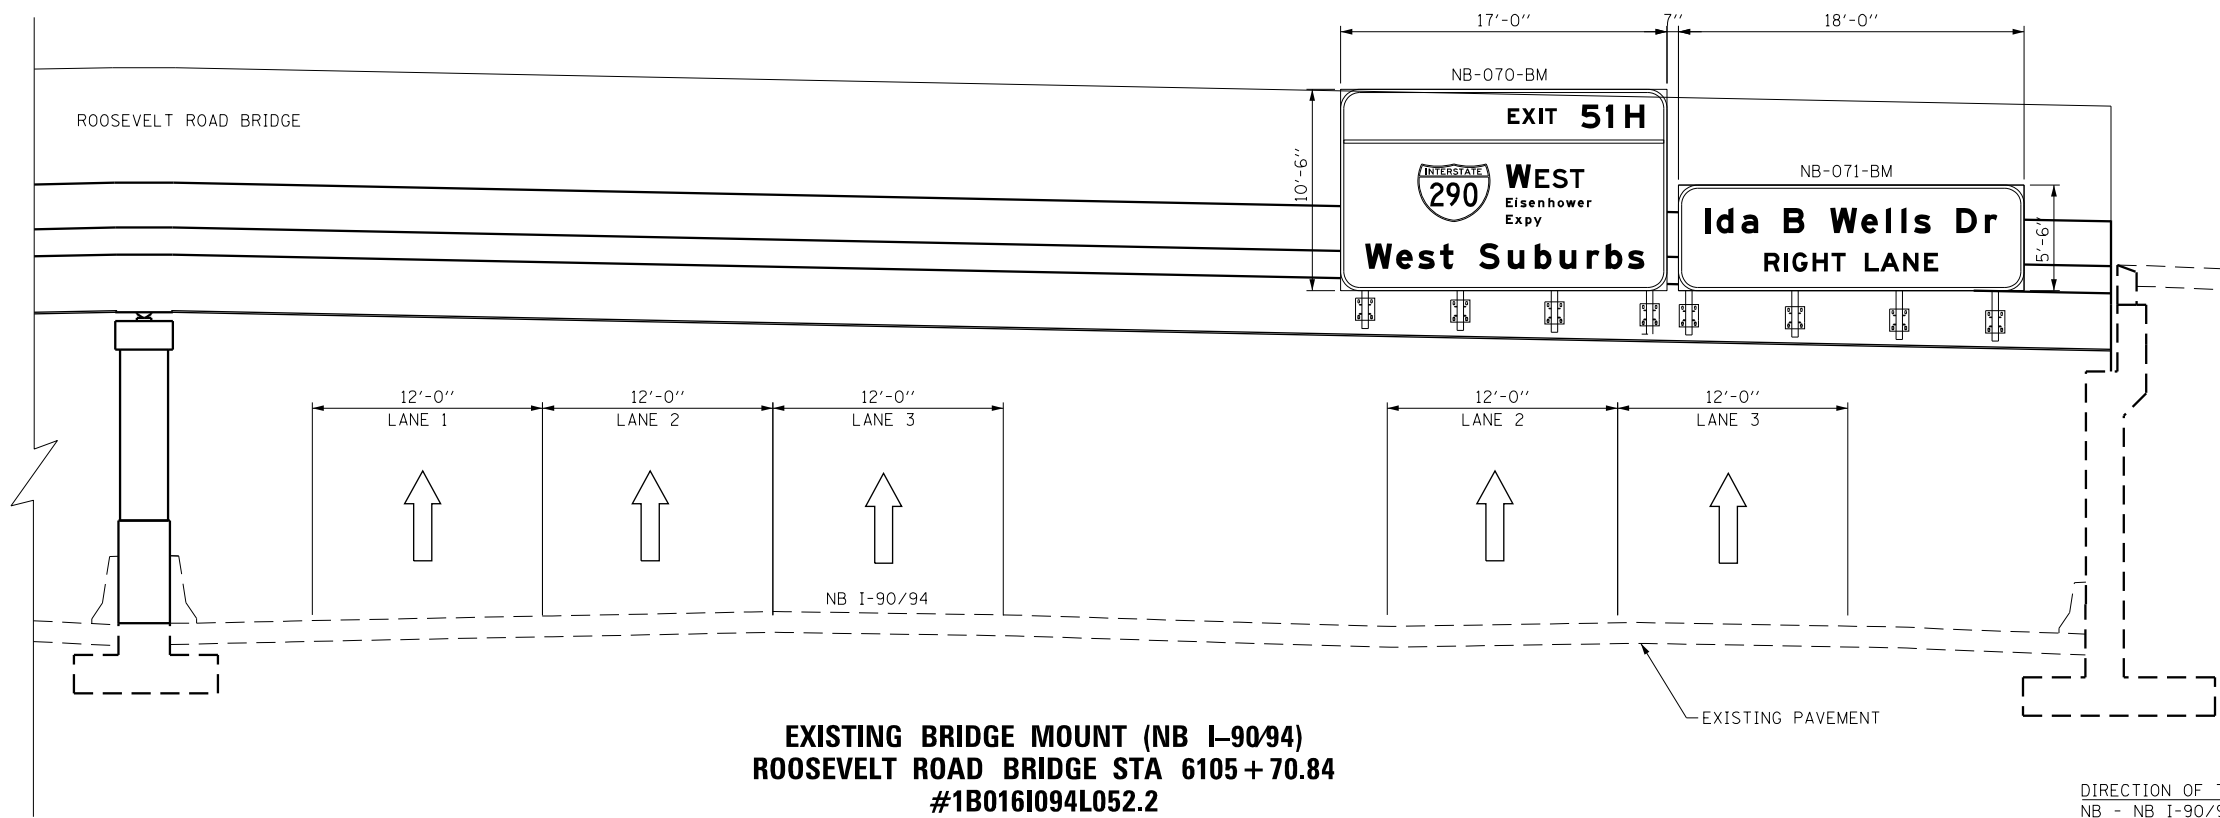 17'-0"
7"
18'-0"
NB-070-BM
ROOSEVELT ROAD BRIDGE
EXIT 51H
10'-6"
INTERSTATE
290
WEST
Eisenhower
Expy
West Suburbs
NB-071-BM
Ida B Wells Dr
RIGHT LANE
5'-6"
12'-0"
LANE 1
12'-0"
LANE 2
12'-0"
LANE 3
12'-0"
LANE 2
12'-0"
LANE 3
NB I-90/94
EXISTING PAVEMENT
EXISTING BRIDGE MOUNT (NB I-90/94)
ROOSEVELT ROAD BRIDGE STA 6105+70.84
#1B016I094L052.2
DIRECTION OF
NB - NB I-90/